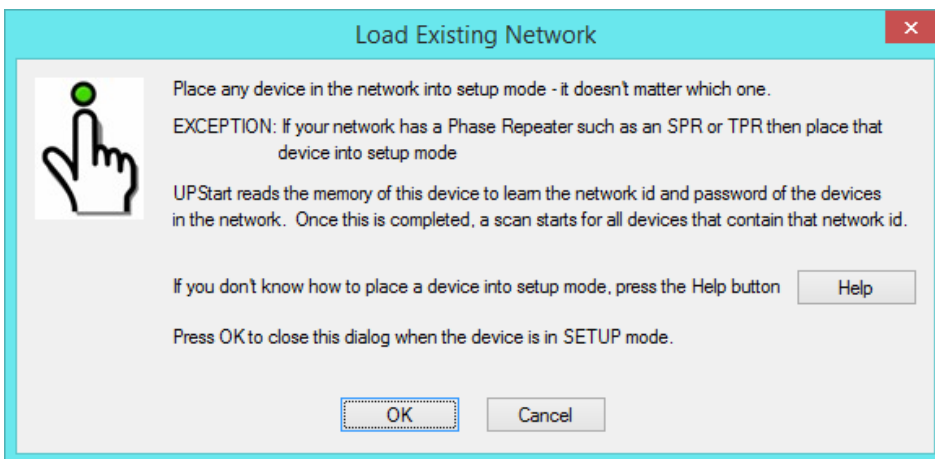 Load Existing Network
Place any device in the network into setup mode - it doesn't matter which one.
EXCEPTION: If your network has a Phase Repeater such as an SPR or TPR then place that
device into setup mode
UPStart reads the memory of this device to learn the network id and password of the devices
in the network. Once this is completed, a scan starts for all devices that contain that network id.
If you don't know how to place a device into setup mode, press the Help button
Help
Press OK to close this dialog when the device is in SETUP mode.
OK
Cancel